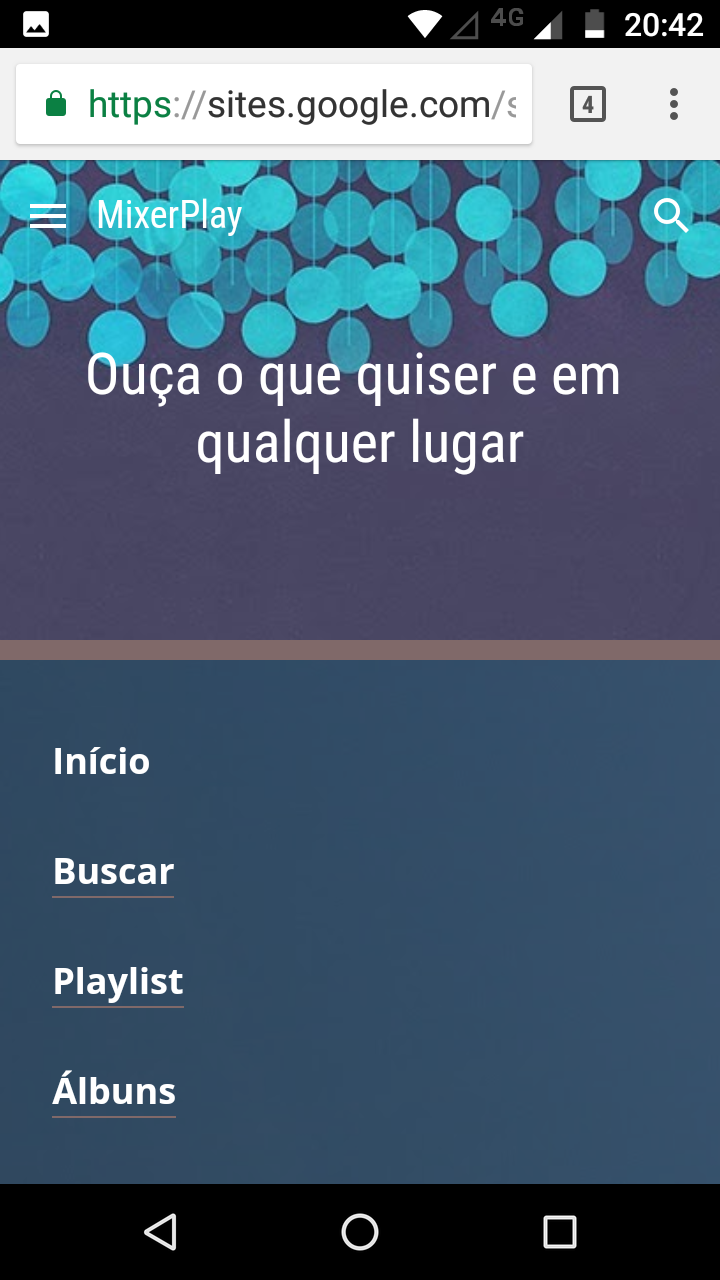 4G 20:42
https://sites.google.com/s
4
MixerPlay
Ouça o que quiser e em
qualquer lugar
Início
Buscar
Playlist
Álbuns